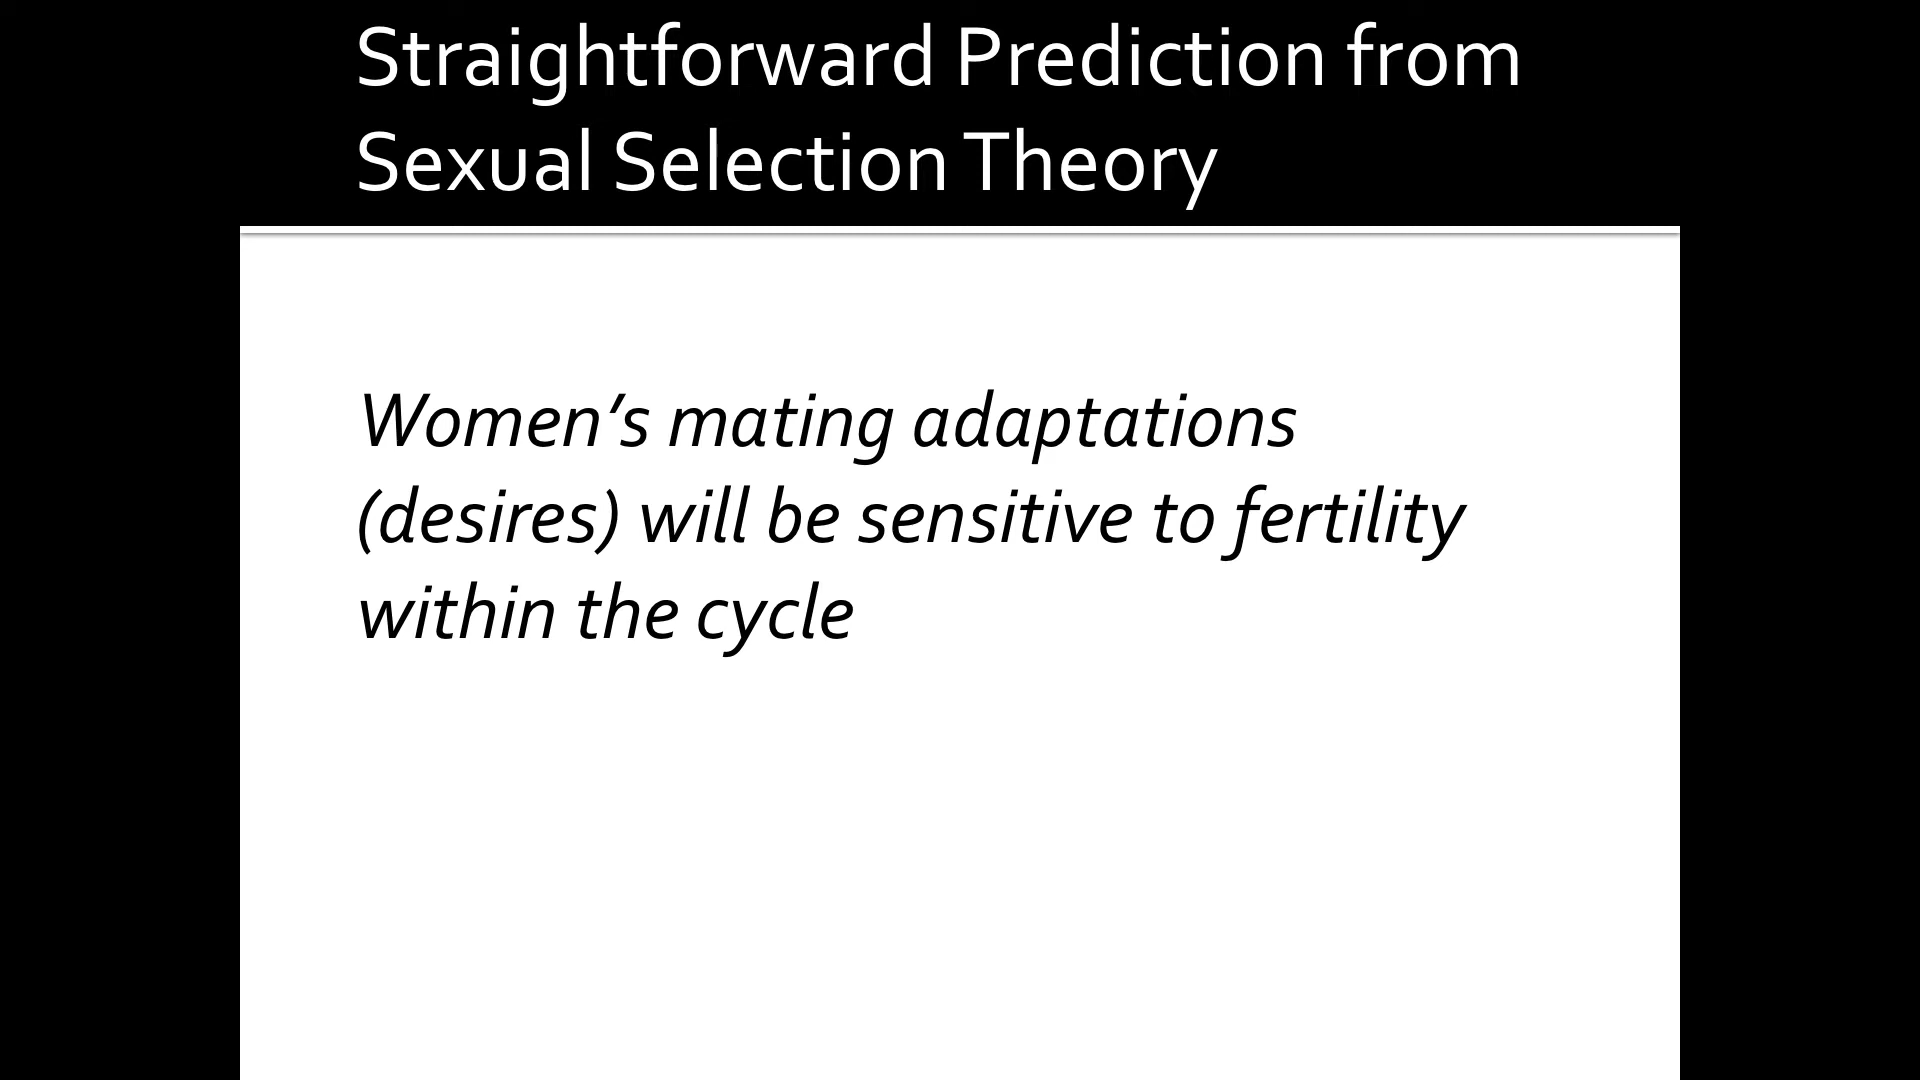 Straightforward Prediction from
Sexual Selection Theory
Women’s mating adaptations
(desires) will be sensitive to fertility
within the cycle